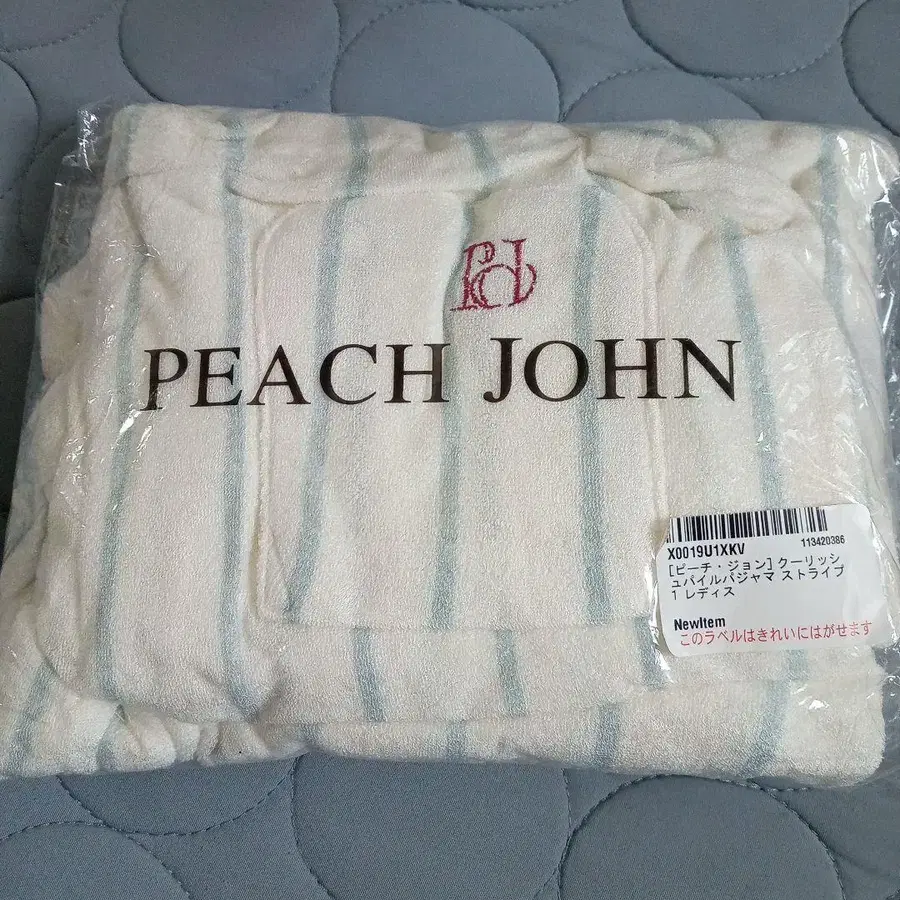 PJ
PEACH JOHN
X0019U1XKV 113420386
[ピーチ・ジョン] クーリッシ
ュパイルパジャマ ストライプ
1 レディス
NewItem
このラベルはきれいにはがせます